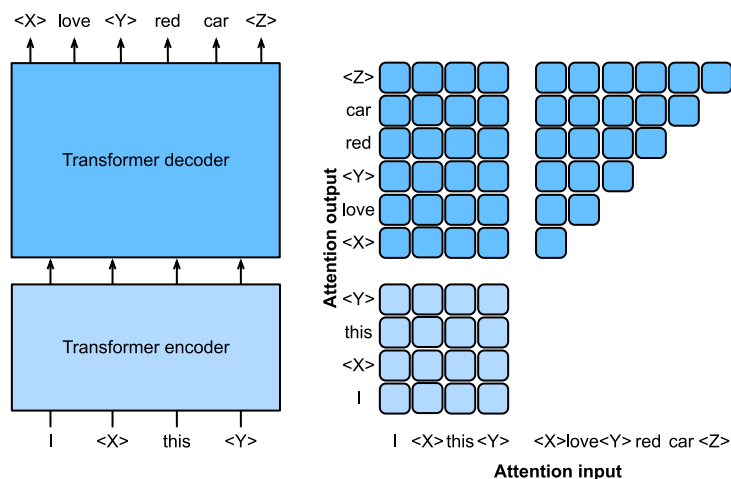 <X> love <Y> red car <Z>
Transformer decoder
Transformer encoder
I <X> this <Y>
Attention output
<Z>
car
red
<Y>
love
<X>
<Y>
this
<X>
I
I <X> this <Y> <X> love <Y> red car <Z>
Attention input